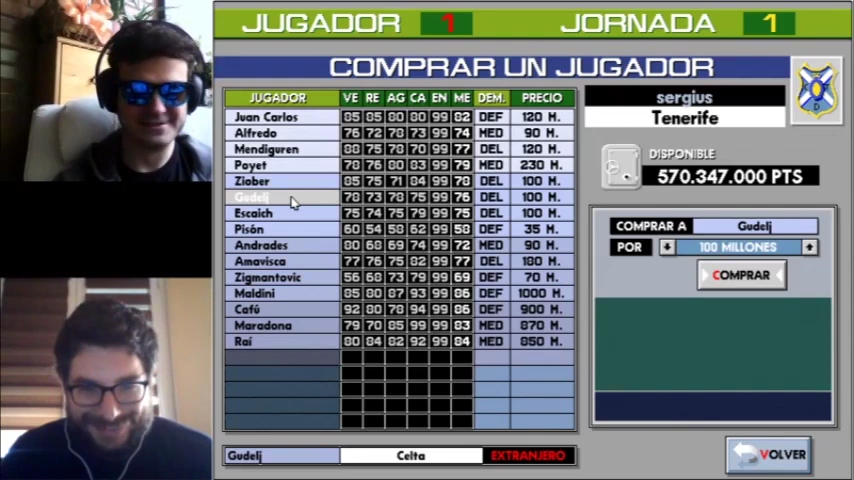 JUGADOR 1 JORNADA 1
COMPRAR UN JUGADOR
JUGADOR VE RE AG CA EN ME DEM. PRECIO
Juan Carlos 85 85 80 80 99 82 DEF 120 M.
Alfredo 76 72 78 73 99 74 MED 90 M.
Mendiguren 88 75 78 70 99 77 DEL 120 M.
Poyet 78 76 80 83 99 79 MED 230 M.
Ziober 85 75 71 84 99 78 DEL 100 M.
Gudelj 78 73 78 75 99 76 DEL 100 M.
Escaich 75 74 75 79 99 75 DEL 100 M.
Pisón 60 54 58 62 99 58 DEF 35 M.
Andrades 80 68 69 74 99 72 MED 90 M.
Amavisca 77 76 75 82 99 77 DEL 180 M.
Zigmantovic 56 68 73 79 99 69 DEF 70 M.
Maldini 85 80 87 93 99 86 DEF 1000 M.
Cafú 92 80 78 94 99 86 DEF 900 M.
Maradona 79 70 85 99 99 83 MED 870 M.
Raí 80 84 82 92 99 84 MED 850 M.
Gudelj Celta EXTRANJERO
sergius
Tenerife
DISPONIBLE
570.347.000 PTS
COMPRAR A Gudelj
POR 100 MILLONES
COMPRAR
VOLVER